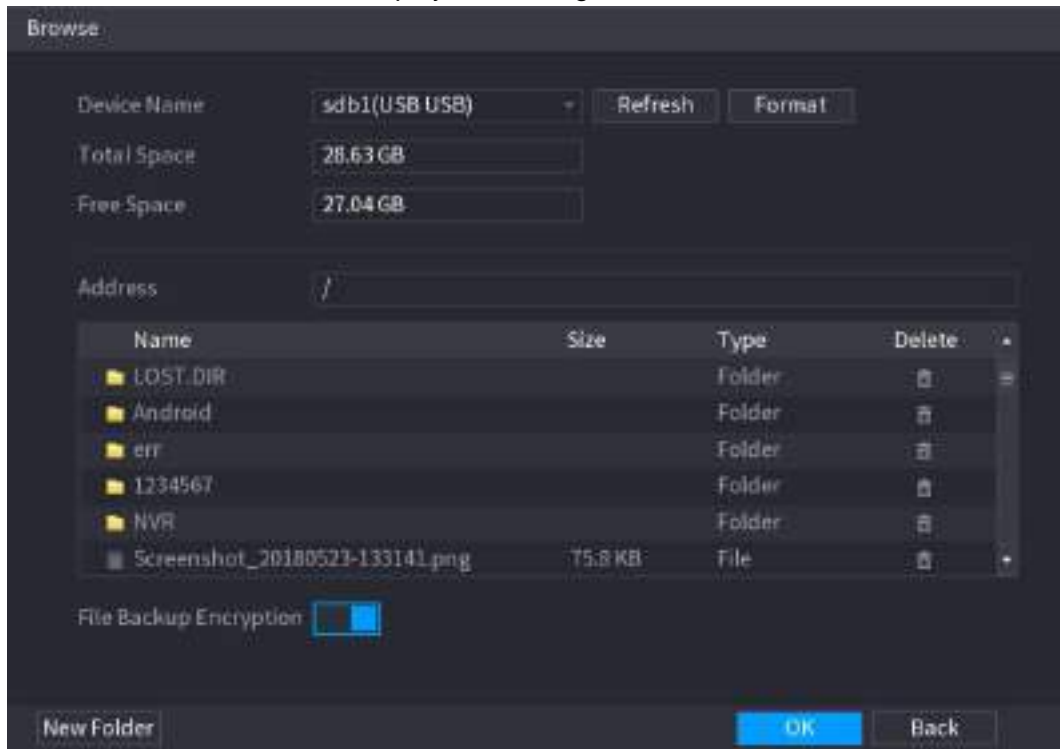 Browse
Device Name sdb1(USB USB) Refresh Format
Total Space 28.63 GB
Free Space 27.04 GB
Address /
Name Size Type Delete
LOST.DIR Folder
Android Folder
err Folder
1234567 Folder
NVR Folder
Screenshot_20180523-133141.png 75.8 KB File
File Backup Encryption
New Folder OK Back